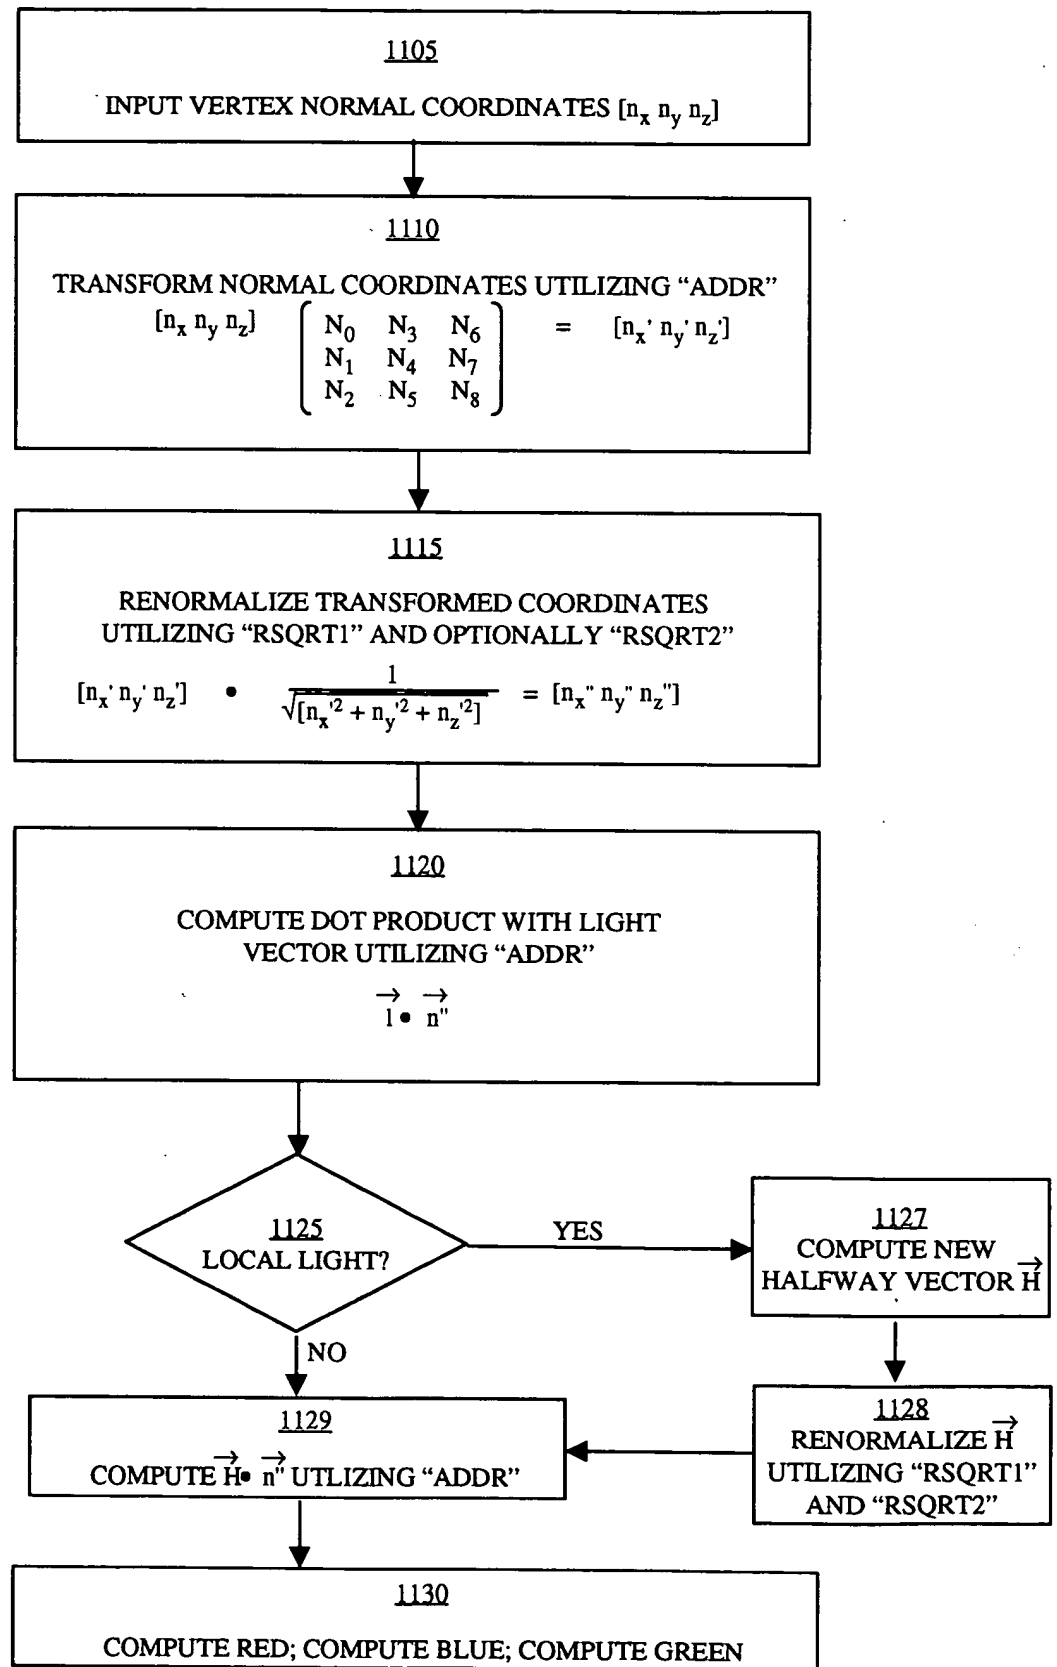 1105
INPUT VERTEX NORMAL COORDINATES [nx ny nz]
1110
TRANSFORM NORMAL COORDINATES UTILIZING “ADDR”
[nx ny nz] N0 N3 N6 = [nx' ny' nz']
N1 N4 N7
N2 N5 N8
1115
RENORMALIZE TRANSFORMED COORDINATES
UTILIZING “RSQRT1” AND OPTIONALLY “RSQRT2”
[nx' ny' nz'] • 1 / √[nx'² + ny'² + nz'²] = [nx" ny" nz"]
1120
COMPUTE DOT PRODUCT WITH LIGHT
VECTOR UTILIZING “ADDR”
l • n"
1125
LOCAL LIGHT?
YES
1127
COMPUTE NEW
HALFWAY VECTOR H
NO
1128
RENORMALIZE H
UTILIZING “RSQRT1”
AND “RSQRT2”
1129
COMPUTE H • n" UTLIZING “ADDR”
1130
COMPUTE RED; COMPUTE BLUE; COMPUTE GREEN